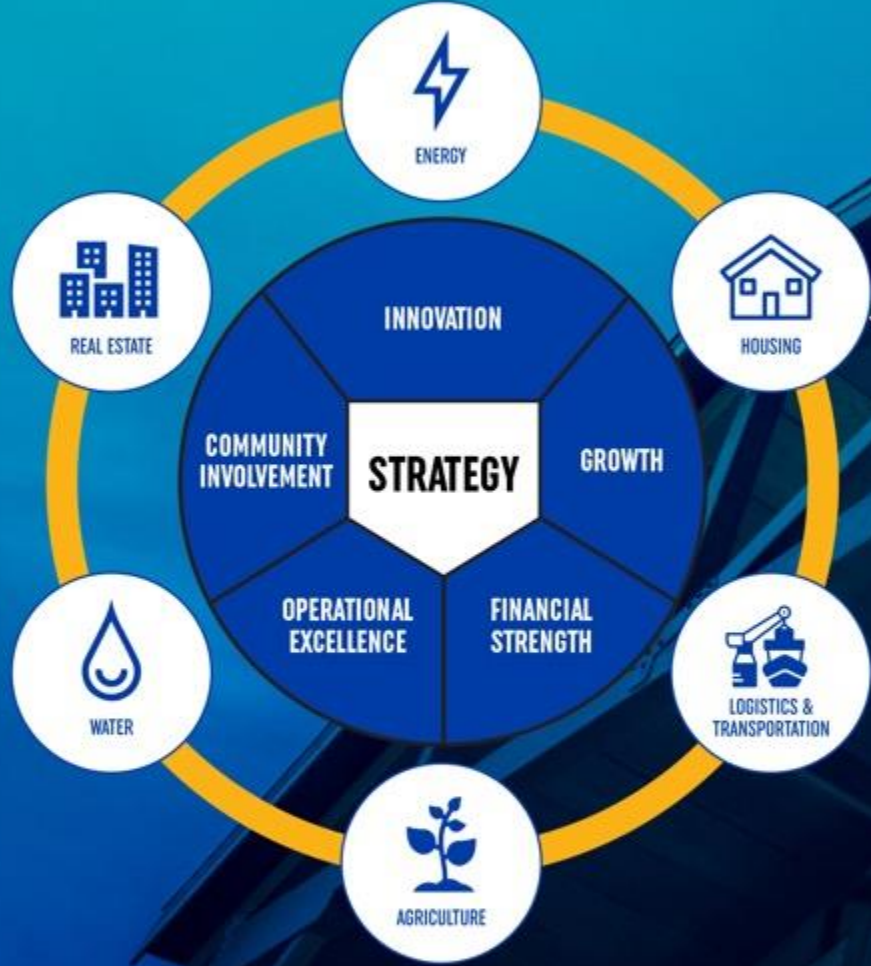 ENERGY
REAL ESTATE
HOUSING
INNOVATION
COMMUNITY
INVOLVEMENT
STRATEGY
GROWTH
OPERATIONAL
EXCELLENCE
FINANCIAL
STRENGTH
WATER
LOGISTICS &
TRANSPORTATION
AGRICULTURE